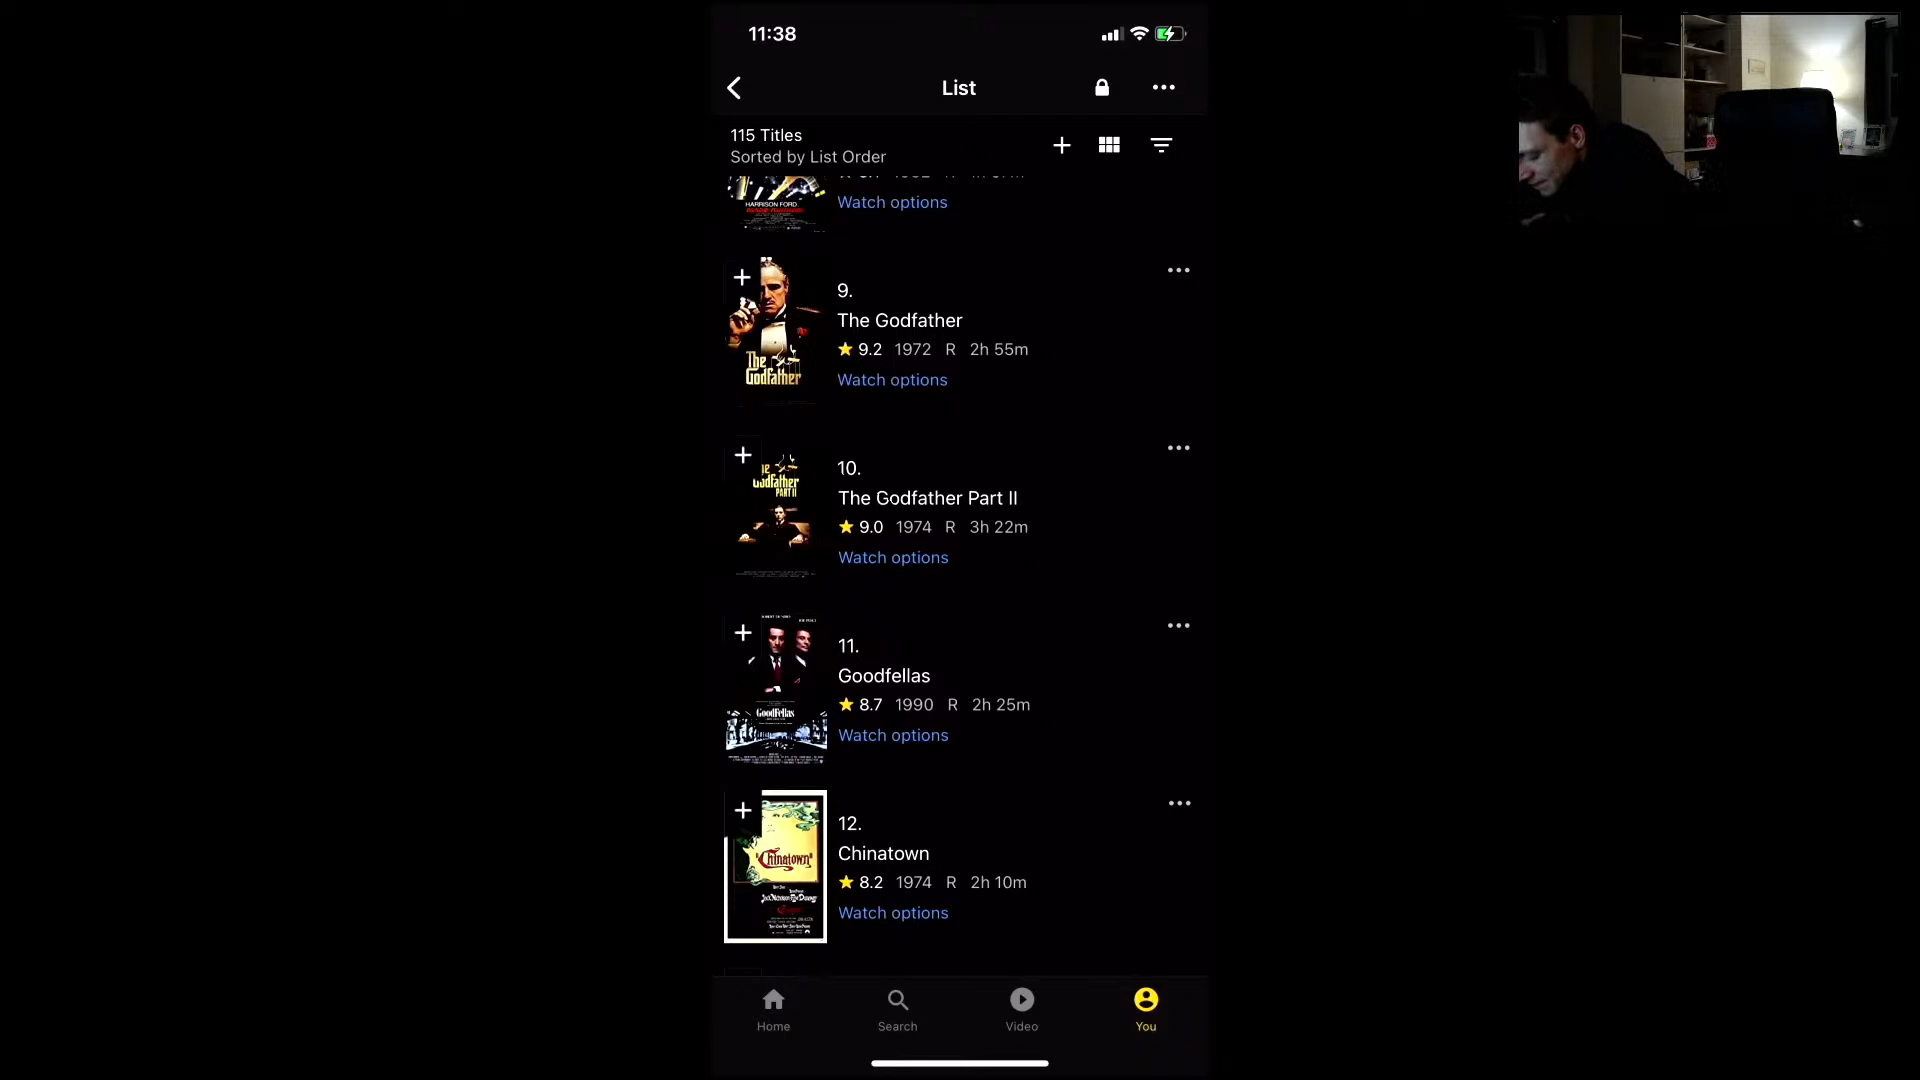 11:38
List
115 Titles
Sorted by List Order
HARRISON FORD
Watch options
9.
The Godfather
9.2 1972 R 2h 55m
Watch options
The
Godfather
10.
The Godfather Part II
9.0 1974 R 3h 22m
Watch options
Godfather
PART II
11.
Goodfellas
8.7 1990 R 2h 25m
Watch options
GoodFellas
12.
Chinatown
8.2 1974 R 2h 10m
Watch options
"Chinatown"
Home
Search
Video
You